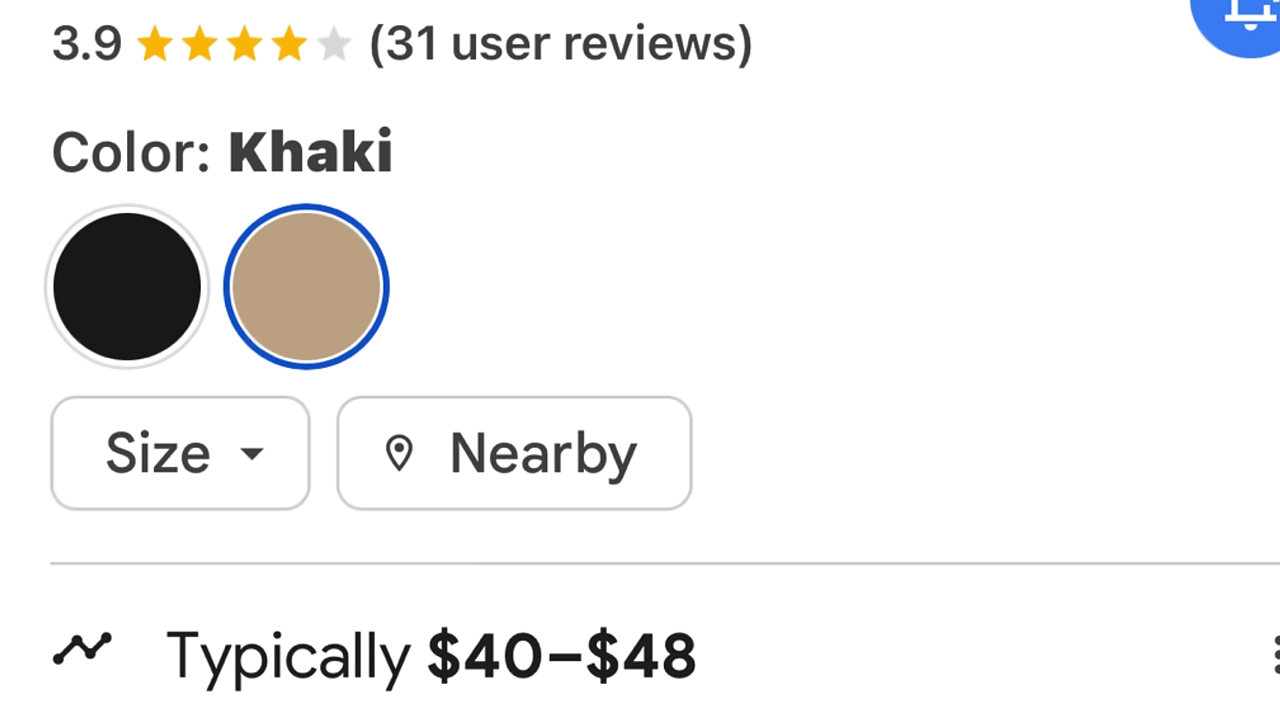 3.9 (31 user reviews)
Color: Khaki
Size
Nearby
Typically $40–$48